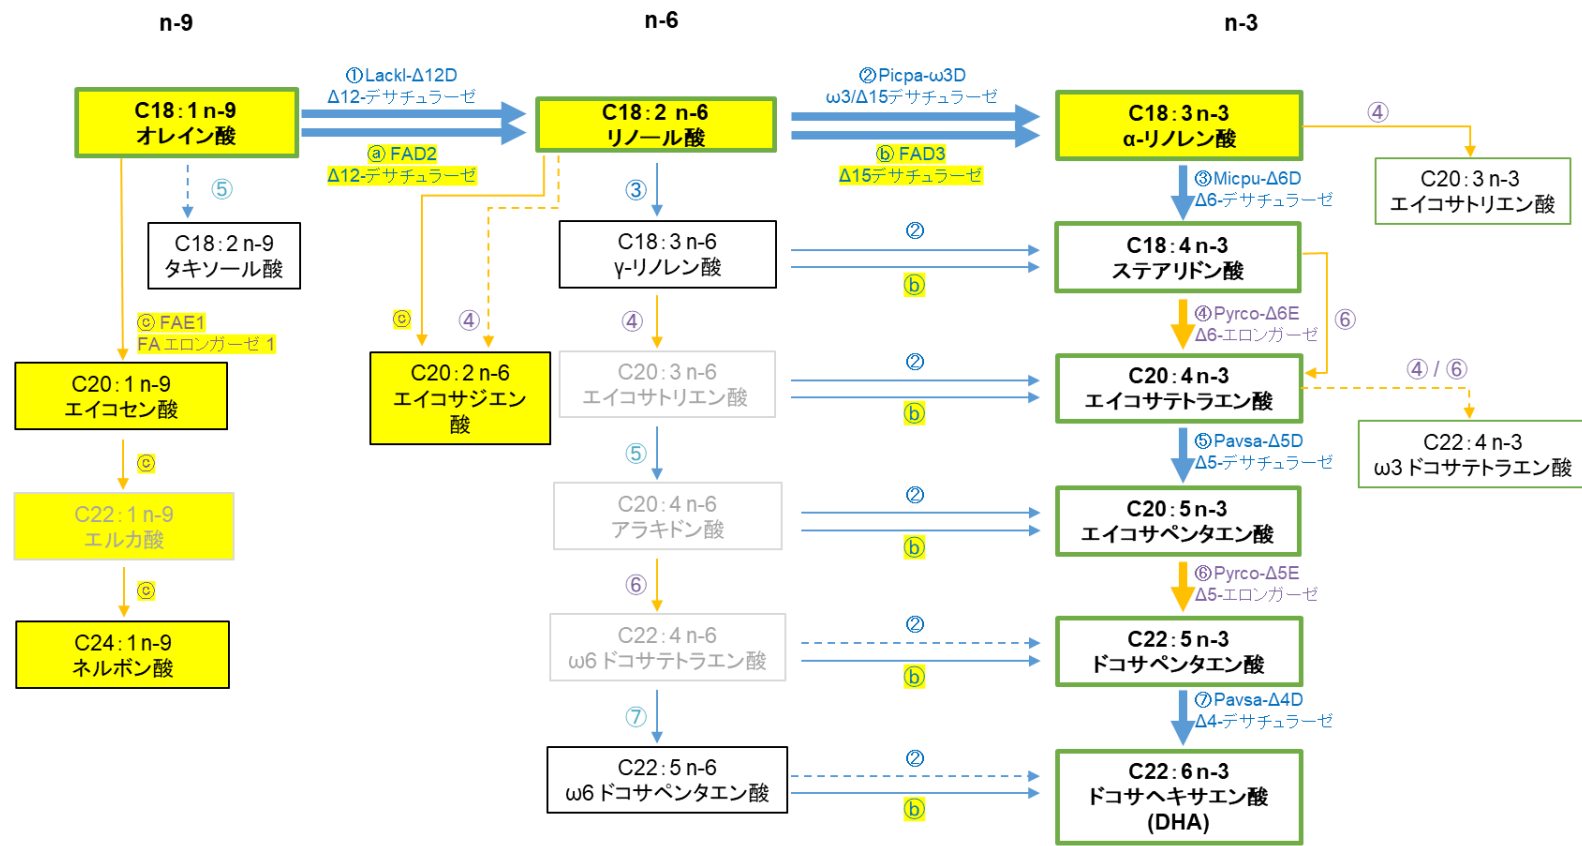 n-9
n-6
n-3
①Lackl-Δ12D
Δ12-デサチュラーゼ
②Picpa-ω3D
ω3/Δ15デサチュラーゼ
C18:1 n-9
オレイン酸
C18:2 n-6
リノール酸
C18:3 n-3
α-リノレン酸
④
ⓐ FAD2
Δ12-デサチュラーゼ
ⓑ FAD3
Δ15デサチュラーゼ
⑤
③
③Micpu-Δ6D
Δ6-デサチュラーゼ
C20:3 n-3
エイコサトリエン酸
C18:2 n-9
タキソール酸
C18:3 n-6
γ-リノレン酸
②
ⓑ
C18:4 n-3
ステアリドン酸
ⓒ FAE1
FA エロンガーゼ 1
ⓒ
④
④
④Pyrco-Δ6E
Δ6-エロンガーゼ
⑥
C20:1 n-9
エイコセン酸
C20:2 n-6
エイコサジエン
酸
C20:3 n-6
エイコサトリエン酸
②
ⓑ
C20:4 n-3
エイコサテトラエン酸
④ / ⑥
ⓒ
⑤
⑤Pavsa-Δ5D
Δ5-デサチュラーゼ
C22:4 n-3
ω3 ドコサテトラエン酸
C22:1 n-9
エルカ酸
C20:4 n-6
アラキドン酸
②
ⓑ
C20:5 n-3
エイコサペンタエン酸
ⓒ
⑥
⑥Pyrco-Δ5E
Δ5-エロンガーゼ
C24:1 n-9
ネルボン酸
C22:4 n-6
ω6 ドコサテトラエン酸
②
ⓑ
C22:5 n-3
ドコサペンタエン酸
⑦
⑦Pavsa-Δ4D
Δ4-デサチュラーゼ
C22:5 n-6
ω6 ドコサペンタエン酸
②
ⓑ
C22:6 n-3
ドコサヘキサエン酸
(DHA)